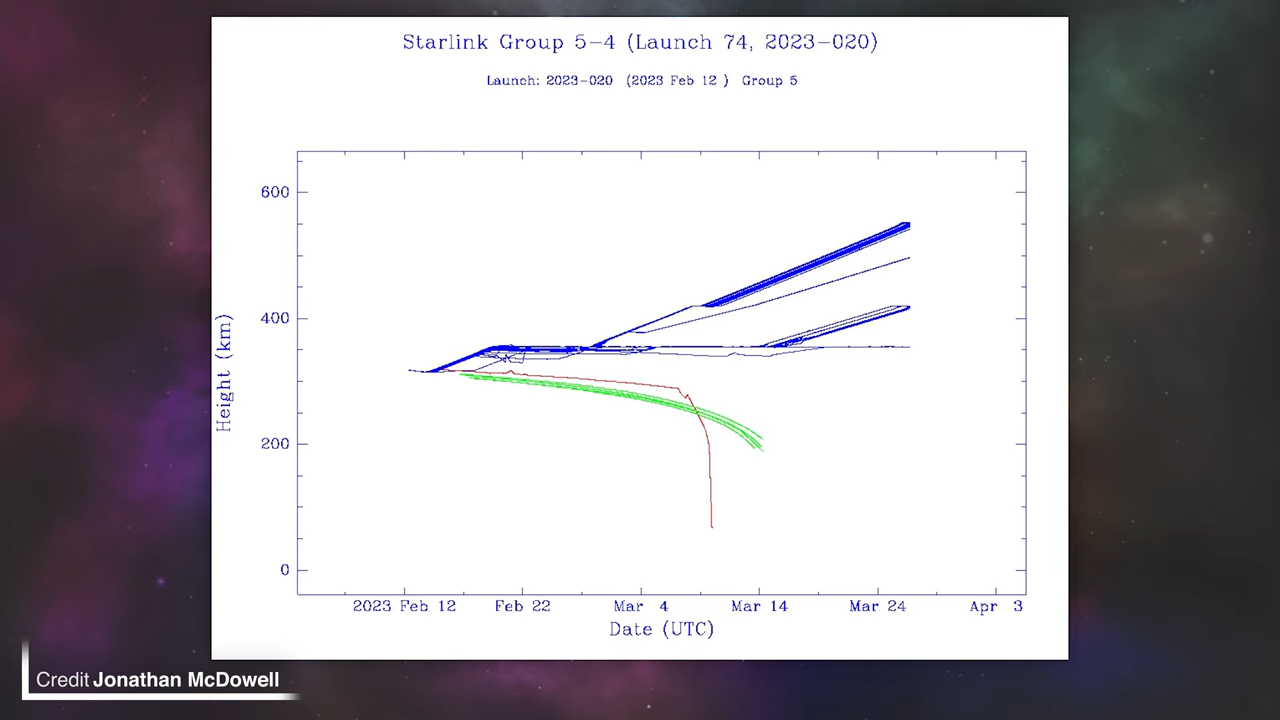 Starlink Group 5-4 (Launch 74, 2023-020)
Launch: 2023-020 (2023 Feb 12 ) Group 5
600
400
200
0
Height (km)
2023 Feb 12 Feb 22 Mar 4 Mar 14 Mar 24 Apr 3
Date (UTC)
Credit Jonathan McDowell